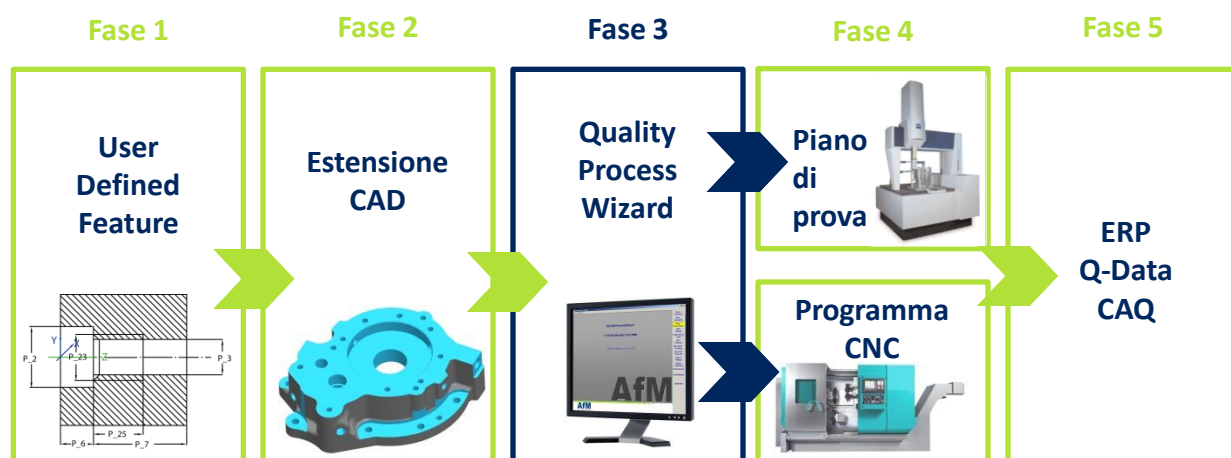 Fase 1
Fase 2
Fase 3
Fase 4
Fase 5
User
Defined
Feature
Estensione
CAD
Quality
Process
Wizard
Piano
di
prova
Programma
CNC
ERP
Q-Data
CAQ
P_2
Y
X
P_23
Z
P_3
P_25
P_6
P_7
AfM
AfM